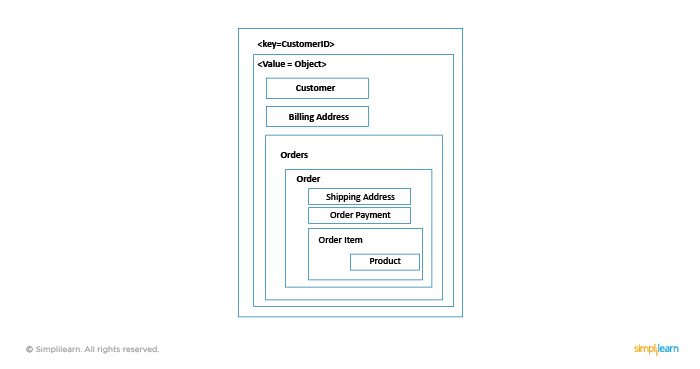 <key=CustomerID>
<Value = Object>
Customer
Billing Address
Orders
Order
Shipping Address
Order Payment
Order Item
Product
© Simplilearn. All rights reserved.
simplilearn